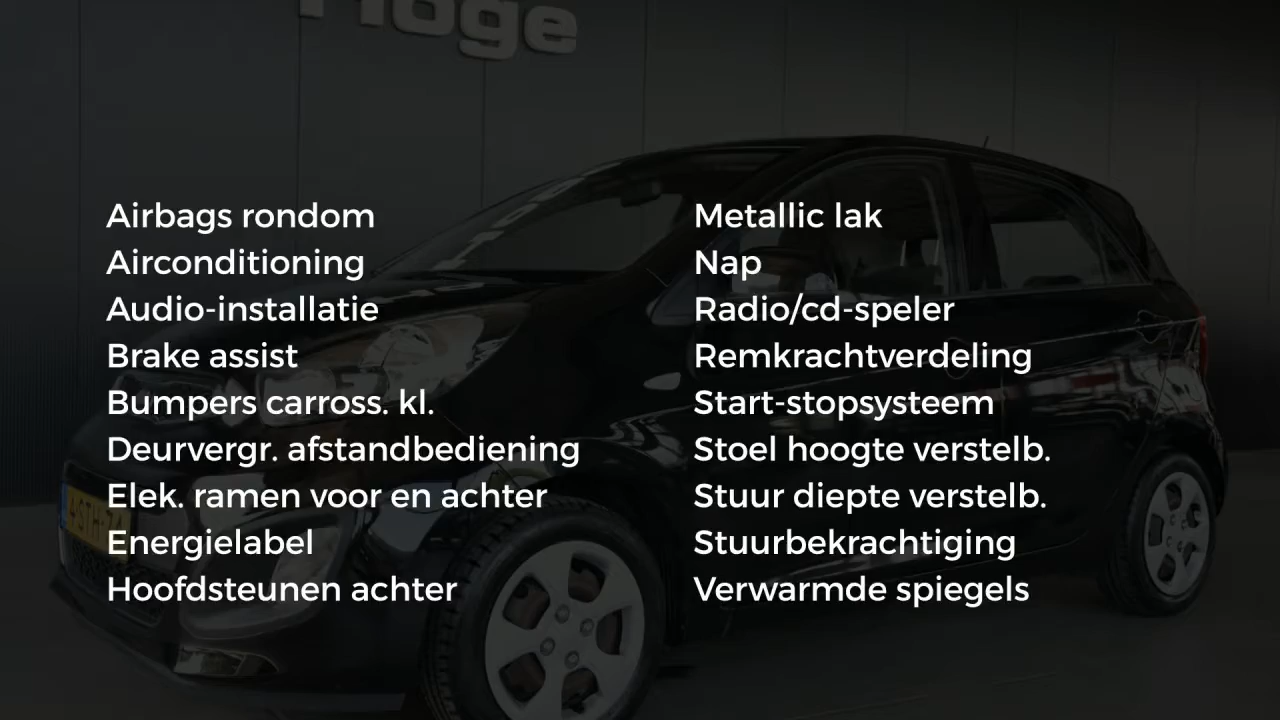 Hoge
Airbags rondom
Airconditioning
Audio-installatie
Brake assist
Bumpers carross. kl.
Deurvergr. afstandbediening
Elek. ramen voor en achter
Energielabel
Hoofdsteunen achter
Metallic lak
Nap
Radio/cd-speler
Remkrachtverdeling
Start-stopsysteem
Stoel hoogte verstelb.
Stuur diepte verstelb.
Stuurbekrachtiging
Verwarmde spiegels